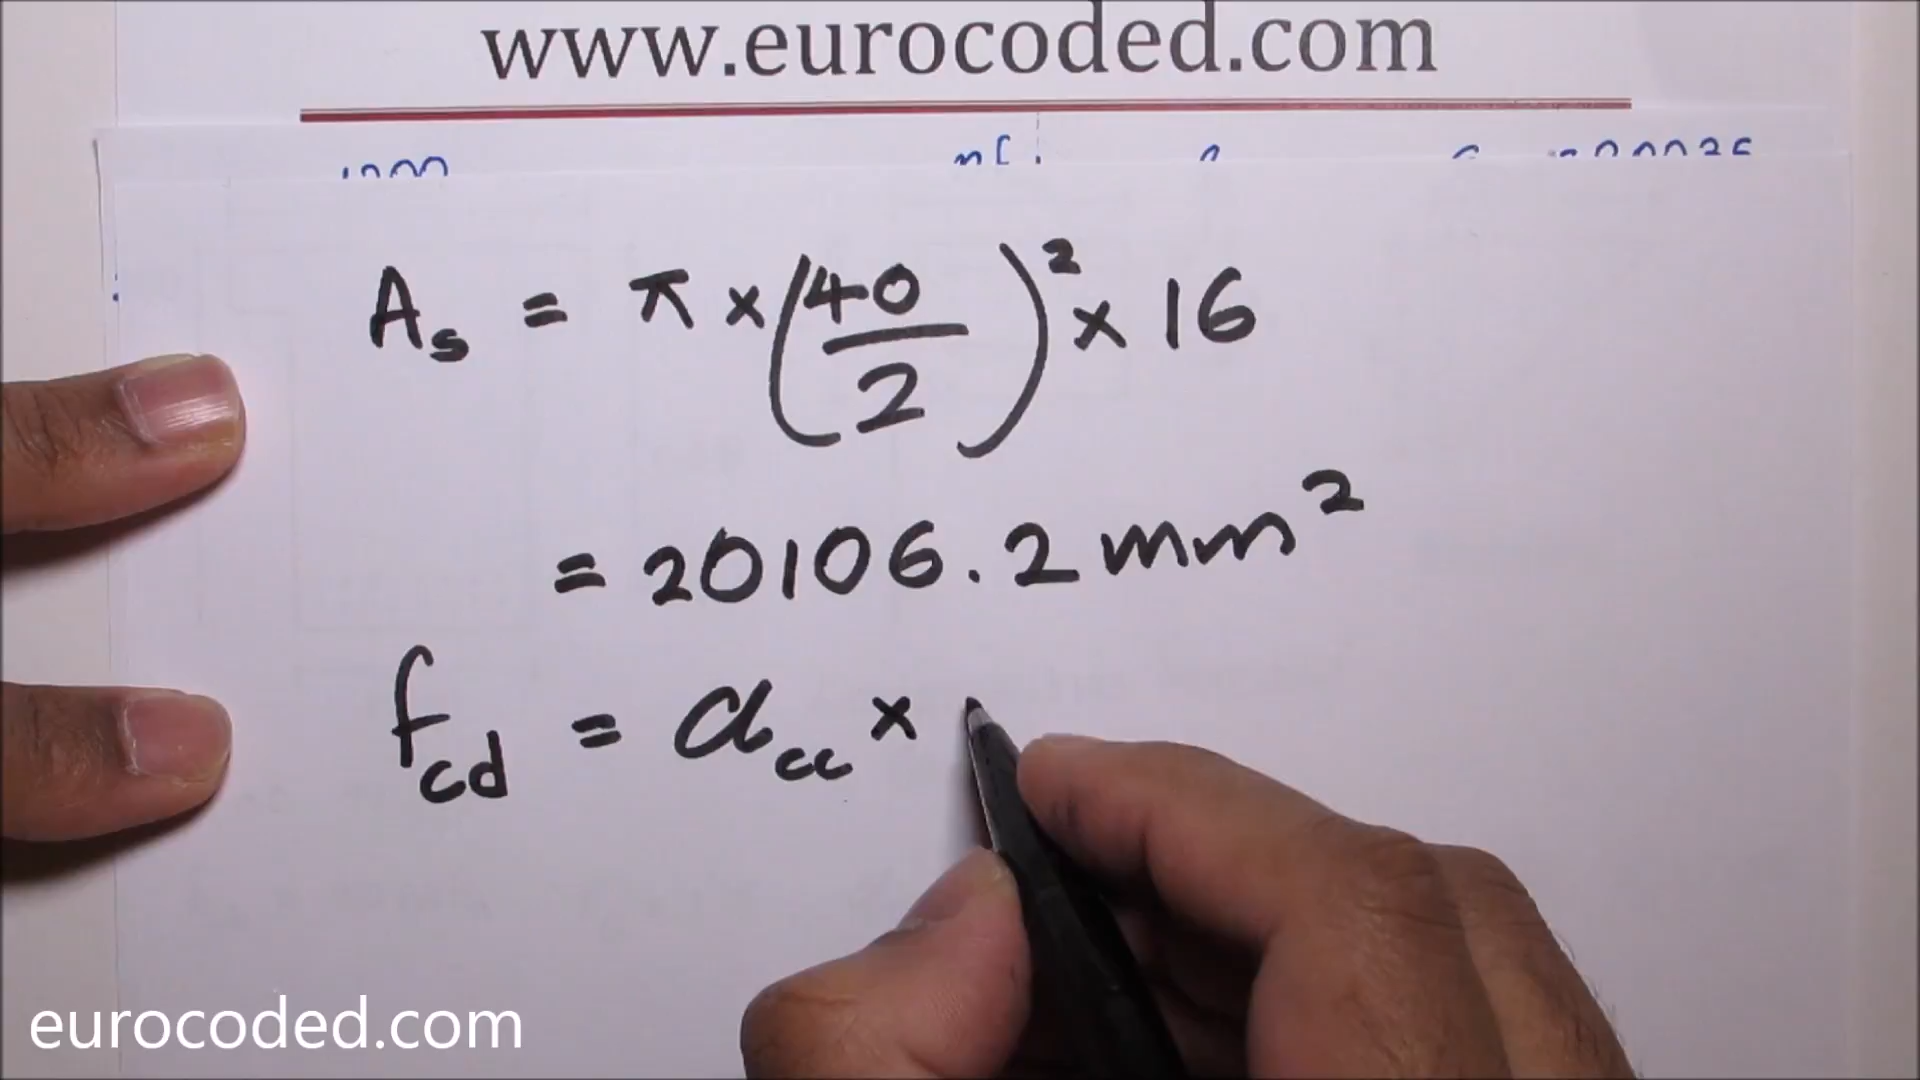 www.eurocoded.com
As = π × (40/2)² × 16
= 20106.2 mm²
fcd = αcc ×
eurocoded.com